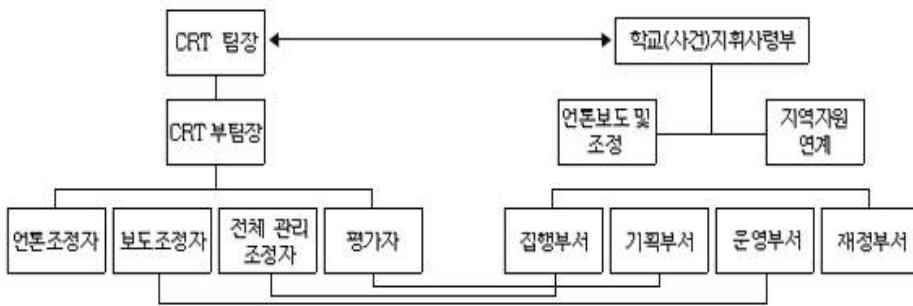 CRT 팀장
학교(사건)지휘사령부
CRT 부팀장
언론보도 및
조정
지역자원
연계
언론조정자
보도조정자
전체 관리
조정자
평가자
집행부서
기획부서
운영부서
재정부서